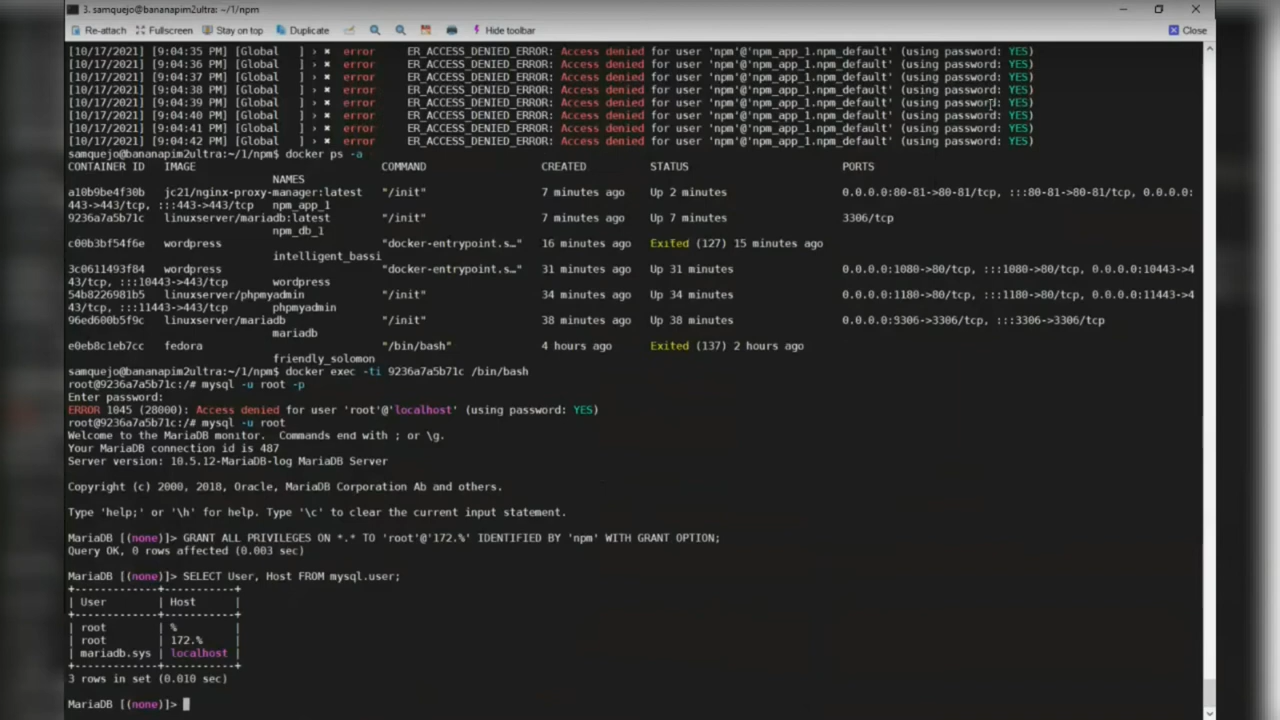 3. samquejo@bananapim2ultra: ~/1/npm
Re-attach Fullscreen Stay on top Duplicate Hide toolbar Close
[10/17/2021] [9:04:35 PM] [Global   ] › ✖  error     ER_ACCESS_DENIED_ERROR: Access denied for user 'npm'@'npm_app_1.npm_default' (using password: YES)
[10/17/2021] [9:04:36 PM] [Global   ] › ✖  error     ER_ACCESS_DENIED_ERROR: Access denied for user 'npm'@'npm_app_1.npm_default' (using password: YES)
[10/17/2021] [9:04:37 PM] [Global   ] › ✖  error     ER_ACCESS_DENIED_ERROR: Access denied for user 'npm'@'npm_app_1.npm_default' (using password: YES)
[10/17/2021] [9:04:38 PM] [Global   ] › ✖  error     ER_ACCESS_DENIED_ERROR: Access denied for user 'npm'@'npm_app_1.npm_default' (using password: YES)
[10/17/2021] [9:04:39 PM] [Global   ] › ✖  error     ER_ACCESS_DENIED_ERROR: Access denied for user 'npm'@'npm_app_1.npm_default' (using password: YES)
[10/17/2021] [9:04:40 PM] [Global   ] › ✖  error     ER_ACCESS_DENIED_ERROR: Access denied for user 'npm'@'npm_app_1.npm_default' (using password: YES)
[10/17/2021] [9:04:41 PM] [Global   ] › ✖  error     ER_ACCESS_DENIED_ERROR: Access denied for user 'npm'@'npm_app_1.npm_default' (using password: YES)
[10/17/2021] [9:04:42 PM] [Global   ] › ✖  error     ER_ACCESS_DENIED_ERROR: Access denied for user 'npm'@'npm_app_1.npm_default' (using password: YES)
samquejo@bananapim2ultra:~/1/npm$ docker ps -a
CONTAINER ID   IMAGE                             COMMAND                  CREATED          STATUS                        PORTS
NAMES
a10b9be4f30b   jc21/nginx-proxy-manager:latest   "/init"                  7 minutes ago    Up 2 minutes                  0.0.0.0:80-81->80-81/tcp, :::80-81->80-81/tcp, 0.0.0.0:
443->443/tcp, :::443->443/tcp   npm_app_1
9236a7a5b71c   linuxserver/mariadb:latest        "/init"                  7 minutes ago    Up 7 minutes                  3306/tcp
npm_db_1
c00b3bf54f6e   wordpress                         "docker-entrypoint.s…"   16 minutes ago   Exited (127) 15 minutes ago
intelligent_bassi
3c0611493f84   wordpress                         "docker-entrypoint.s…"   31 minutes ago   Up 31 minutes                 0.0.0.0:1080->80/tcp, :::1080->80/tcp, 0.0.0.0:10443->4
43/tcp, :::10443->443/tcp   wordpress
54b8226981b5   linuxserver/phpmyadmin            "/init"                  34 minutes ago   Up 34 minutes                 0.0.0.0:1180->80/tcp, :::1180->80/tcp, 0.0.0.0:11443->4
43/tcp, :::11443->443/tcp   phpmyadmin
96ed600b5f9c   linuxserver/mariadb               "/init"                  38 minutes ago   Up 38 minutes                 0.0.0.0:3306->3306/tcp, :::3306->3306/tcp
mariadb
e0eb8c1eb7cc   fedora                            "/bin/bash"              4 hours ago      Exited (137) 2 hours ago
friendly_solomon
samquejo@bananapim2ultra:~/1/npm$ docker exec -ti 9236a7a5b71c /bin/bash
root@9236a7a5b71c:/# mysql -u root -p
Enter password:
ERROR 1045 (28000): Access denied for user 'root'@'localhost' (using password: YES)
root@9236a7a5b71c:/# mysql -u root
Welcome to the MariaDB monitor.  Commands end with ; or \g.
Your MariaDB connection id is 487
Server version: 10.5.12-MariaDB-log MariaDB Server
Copyright (c) 2000, 2018, Oracle, MariaDB Corporation Ab and others.
Type 'help;' or '\h' for help. Type '\c' to clear the current input statement.
MariaDB [(none)]> GRANT ALL PRIVILEGES ON *.* TO 'root'@'172.%' IDENTIFIED BY 'npm' WITH GRANT OPTION;
Query OK, 0 rows affected (0.003 sec)
MariaDB [(none)]> SELECT User, Host FROM mysql.user;
+-------------+-----------+
| User        | Host      |
+-------------+-----------+
| root        | %         |
| root        | 172.%     |
| mariadb.sys | localhost |
+-------------+-----------+
3 rows in set (0.010 sec)
MariaDB [(none)]>